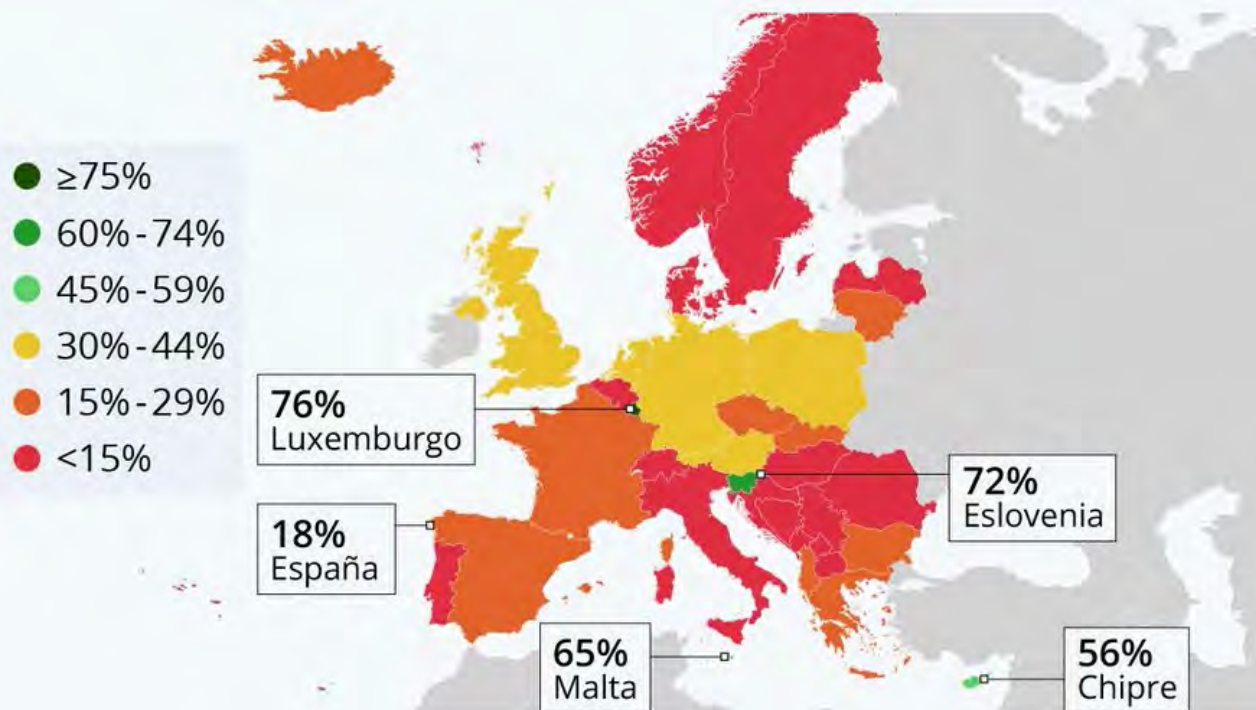 ≥75%
60%-74%
45%-59%
30%-44%
15%-29%
<15%
76%
Luxemburgo
18%
España
72%
Eslovenia
65%
Malta
56%
Chipre